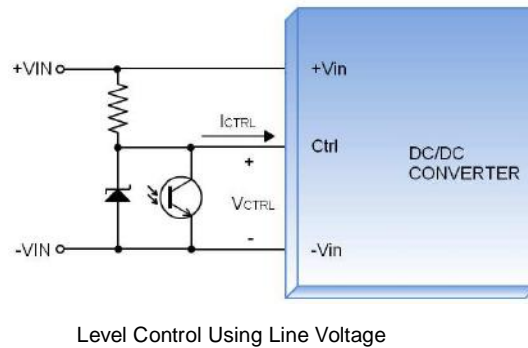 +VIN
+Vin
ICTRL
Ctrl
+
DC/DC
CONVERTER
VCTRL
-
-VIN
-Vin
Level Control Using Line Voltage